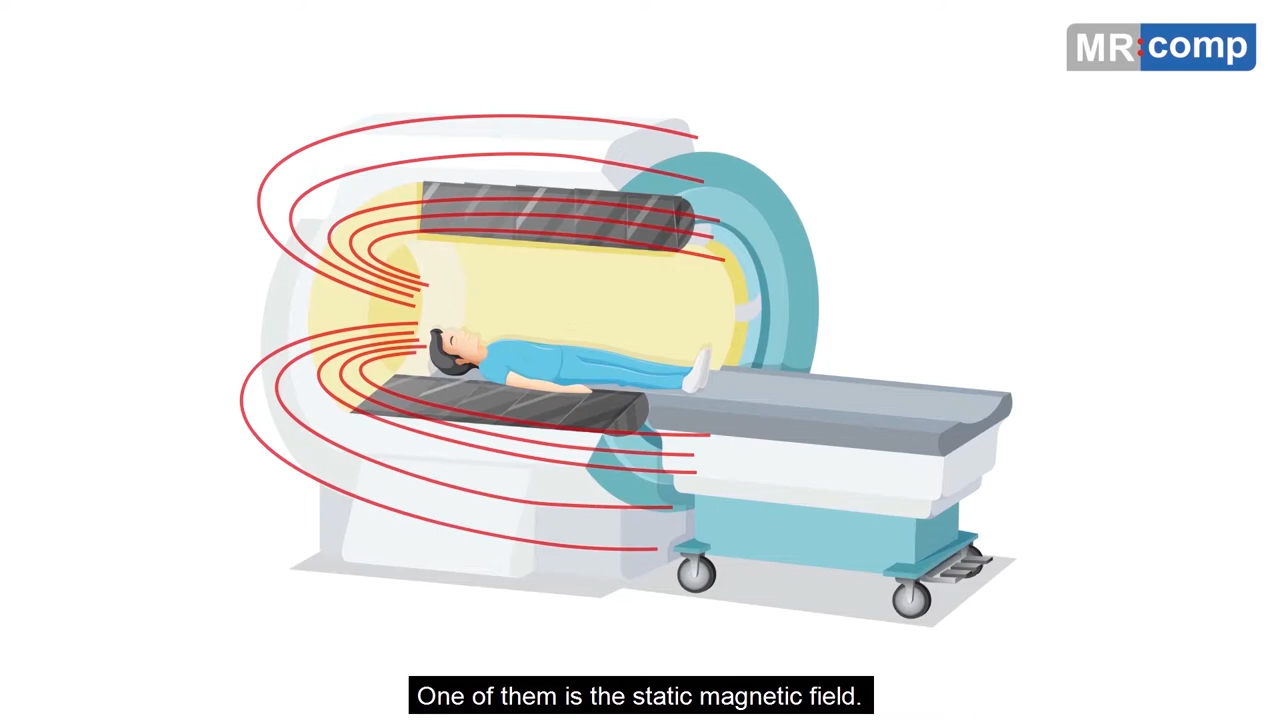 MR:comp
One of them is the static magnetic field.